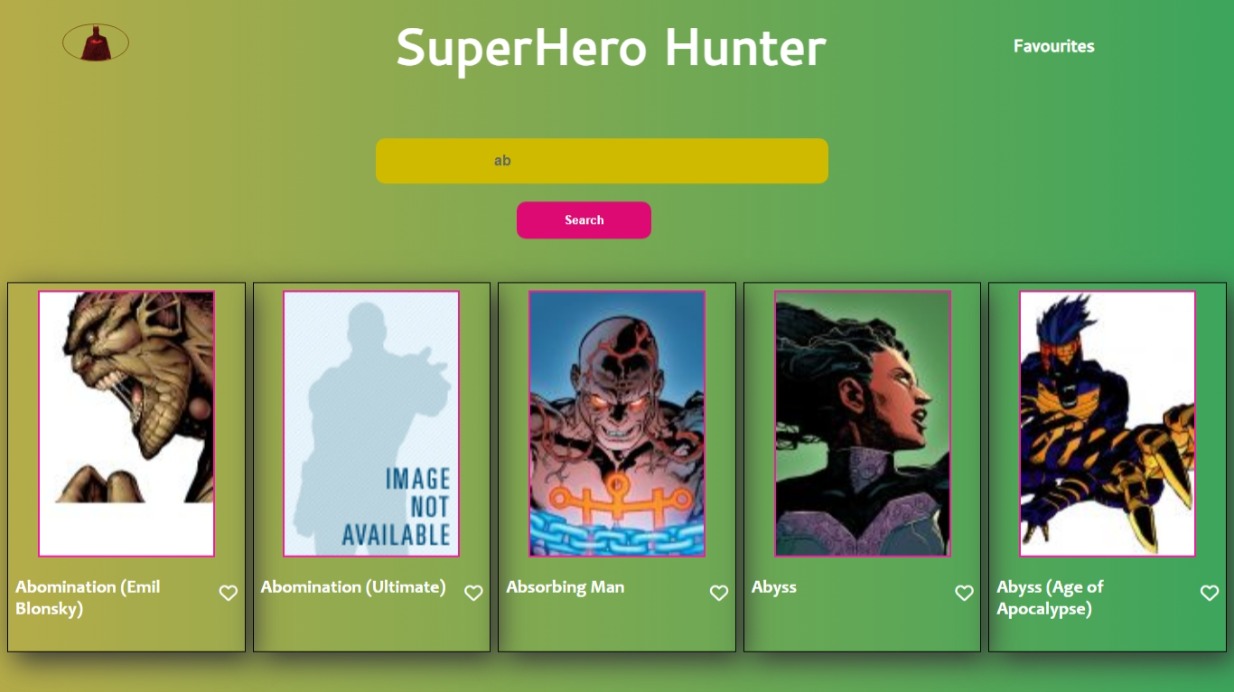 SuperHero Hunter
Favourites
ab
Search
IMAGE
NOT
AVAILABLE
Abomination (Emil
Blonsky)
Abomination (Ultimate)
Absorbing Man
Abyss
Abyss (Age of
Apocalypse)